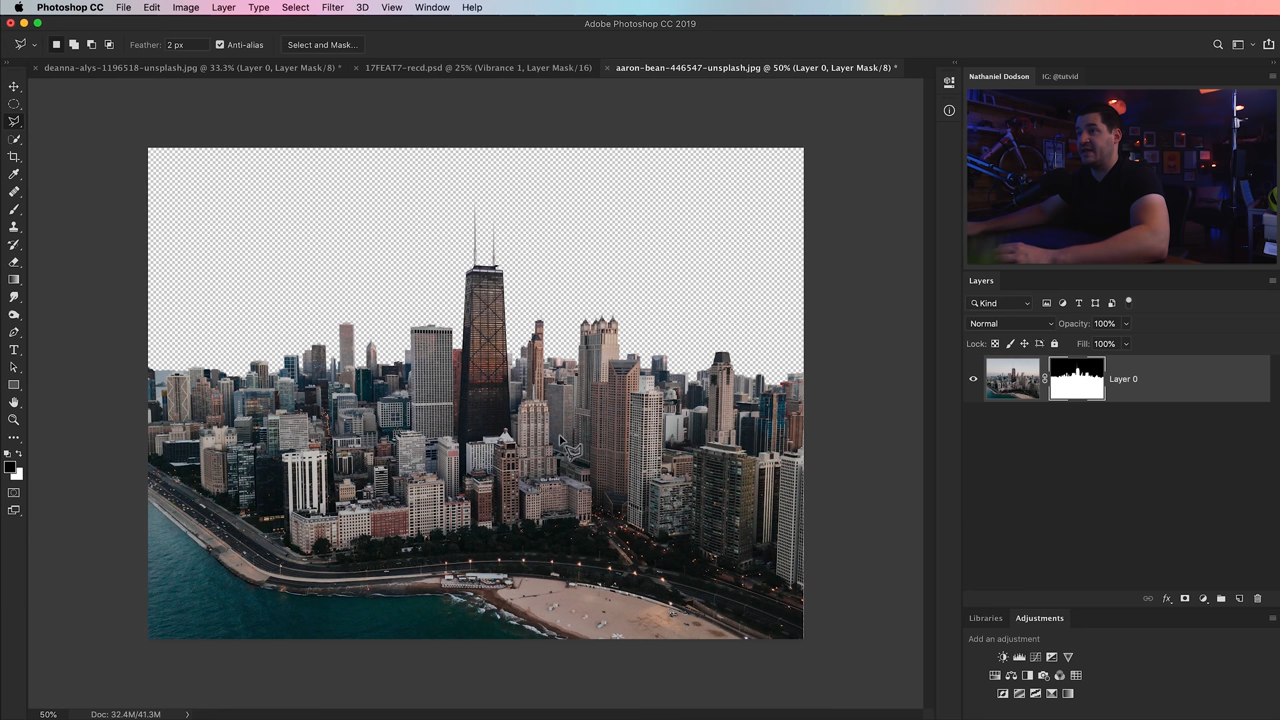 Photoshop CC File Edit Image Layer Type Select Filter 3D View Window Help
Adobe Photoshop CC 2019
Feather: 2 px Anti-alias Select and Mask...
deanna-alys-1196518-unsplash.jpg @ 33.3% (Layer 0, Layer Mask/8) * 17FEAT7-recd.psd @ 25% (Vibrance 1, Layer Mask/16) aaron-bean-446547-unsplash.jpg @ 50% (Layer 0, Layer Mask/8) *
Nathaniel Dodson IG: @tutvid
Layers
Kind
Normal Opacity: 100%
Lock: Fill: 100%
Layer 0
fx
Libraries Adjustments
Add an adjustment
50% Doc: 32.4M/41.3M